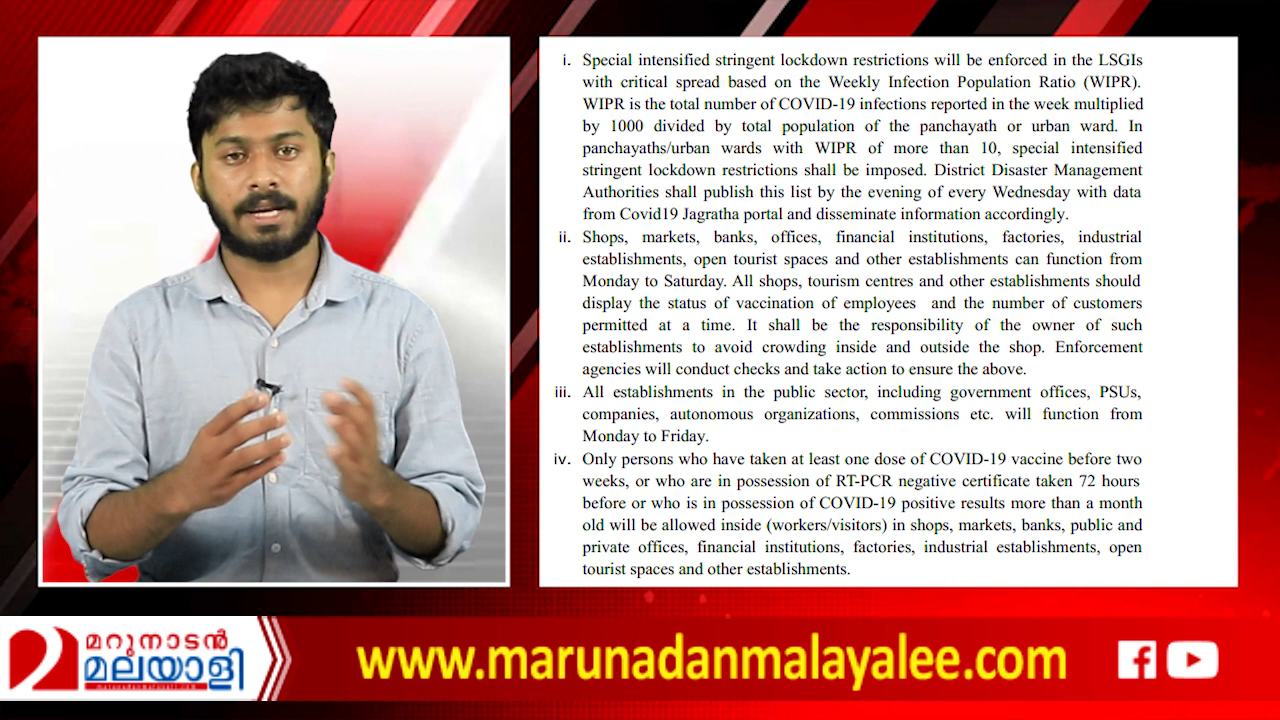 i. Special intensified stringent lockdown restrictions will be enforced in the LSGIs
with critical spread based on the Weekly Infection Population Ratio (WIPR).
WIPR is the total number of COVID-19 infections reported in the week multiplied
by 1000 divided by total population of the panchayath or urban ward. In
panchayaths/urban wards with WIPR of more than 10, special intensified
stringent lockdown restrictions shall be imposed. District Disaster Management
Authorities shall publish this list by the evening of every Wednesday with data
from Covid19 Jagratha portal and disseminate information accordingly.
ii. Shops, markets, banks, offices, financial institutions, factories, industrial
establishments, open tourist spaces and other establishments can function from
Monday to Saturday. All shops, tourism centres and other establishments should
display the status of vaccination of employees and the number of customers
permitted at a time. It shall be the responsibility of the owner of such
establishments to avoid crowding inside and outside the shop. Enforcement
agencies will conduct checks and take action to ensure the above.
iii. All establishments in the public sector, including government offices, PSUs,
companies, autonomous organizations, commissions etc. will function from
Monday to Friday.
iv. Only persons who have taken at least one dose of COVID-19 vaccine before two
weeks, or who are in possession of RT-PCR negative certificate taken 72 hours
before or who is in possession of COVID-19 positive results more than a month
old will be allowed inside (workers/visitors) in shops, markets, banks, public and
private offices, financial institutions, factories, industrial establishments, open
tourist spaces and other establishments.
മറുനാടൻ
മലയാളി
www.marunadanmalayalee.com